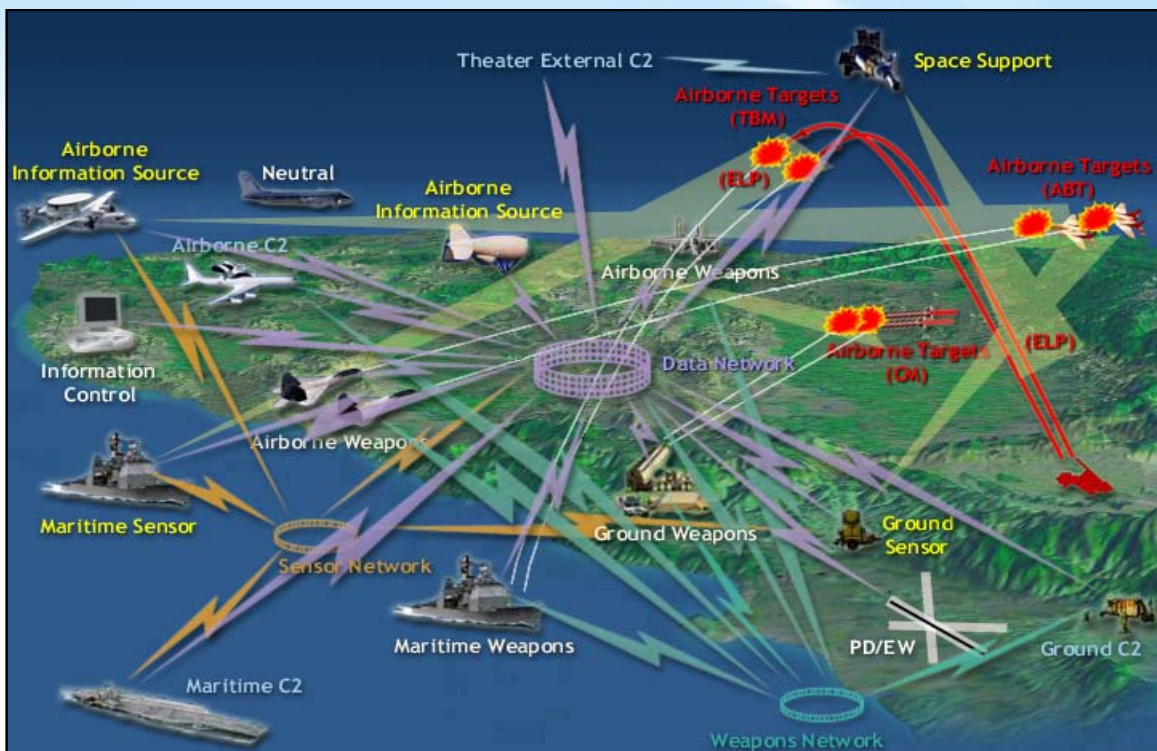 Theater External C2
Space Support
Airborne Targets
(TBM)
Airborne
Information Source
Neutral
(ELP)
Airborne Targets
(ABT)
Airborne
Information Source
Airborne C2
Airborne Weapons
Information
Control
Data Network
Airborne Targets
(CM)
(ELP)
Airborne Weapons
Maritime Sensor
Ground Weapons
Ground
Sensor
Sensor Network
Maritime Weapons
PD/EW
Ground C2
Maritime C2
Weapons Network